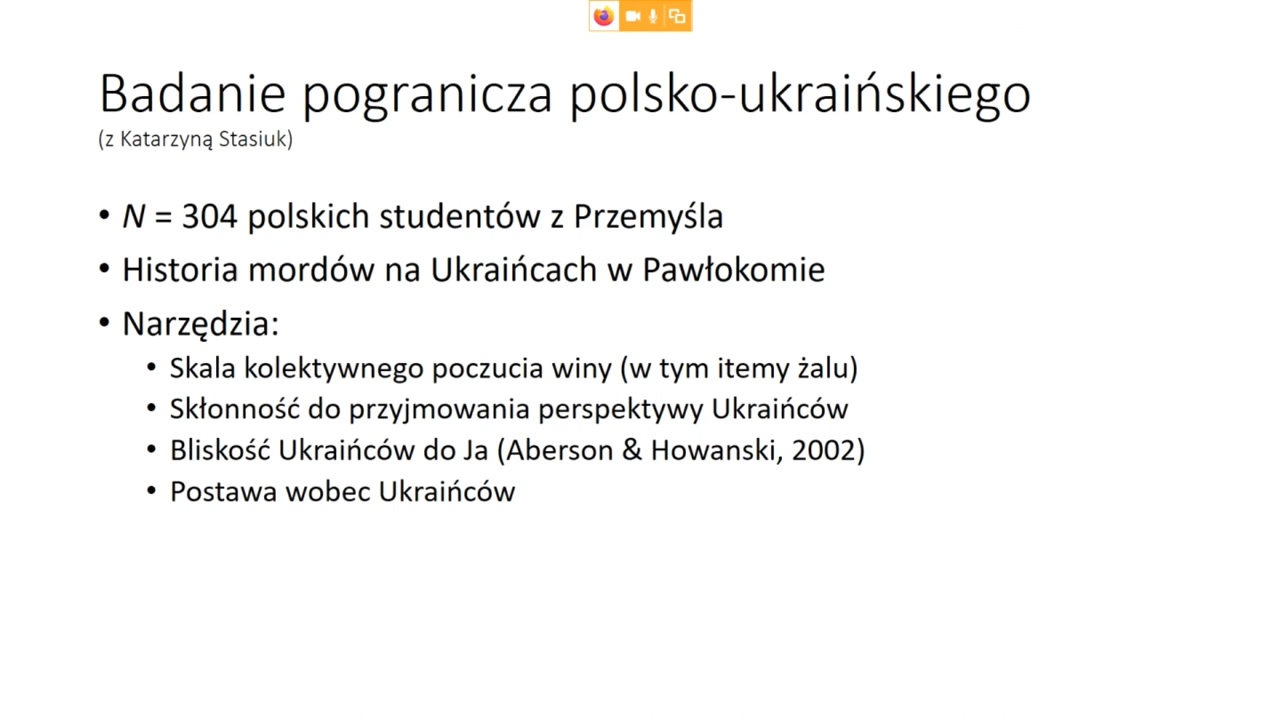 Badanie pogranicza polsko-ukraińskiego
(z Katarzyną Stasiuk)
• N = 304 polskich studentów z Przemyśla
• Historia mordów na Ukraińcach w Pawłokomie
• Narzędzia:
• Skala kolektywnego poczucia winy (w tym itemy żalu)
• Skłonność do przyjmowania perspektywy Ukraińców
• Bliskość Ukraińców do Ja (Aberson & Howanski, 2002)
• Postawa wobec Ukraińców